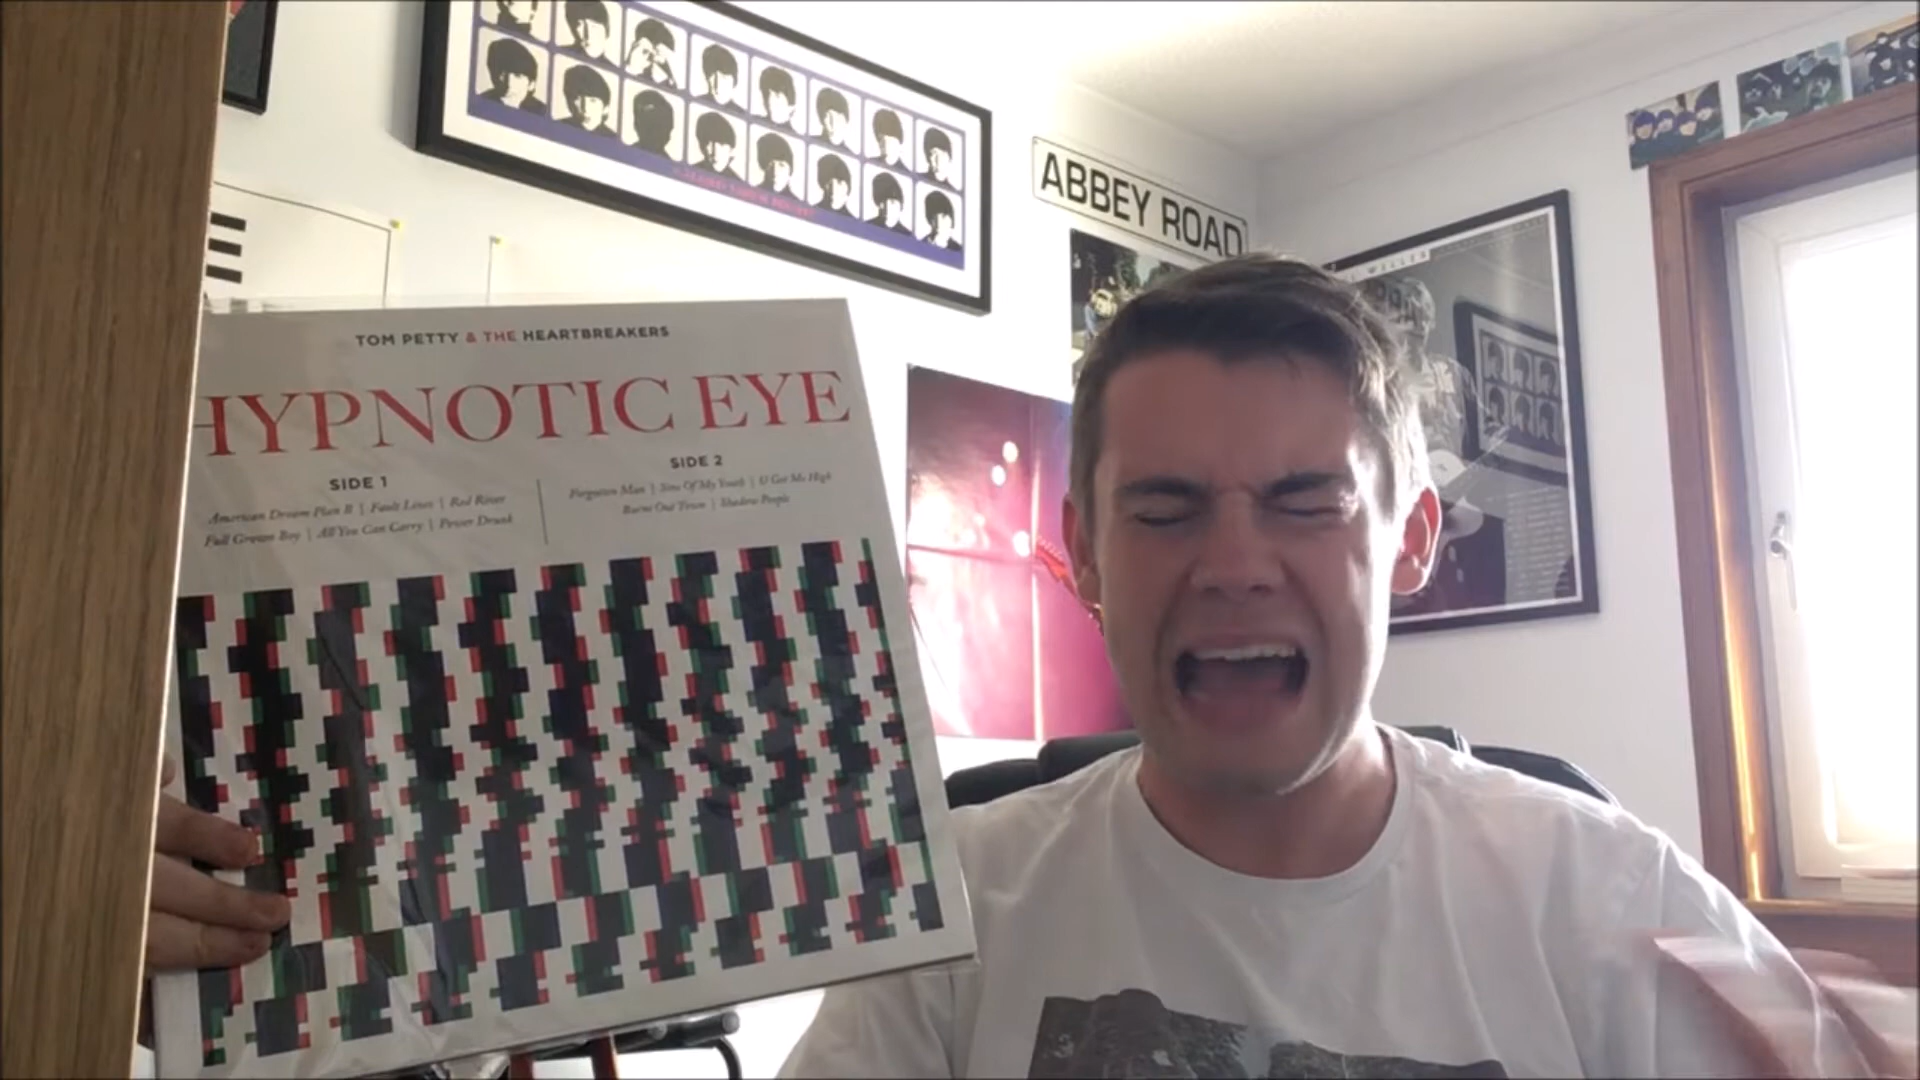 ABBEY ROAD
WELLER
TOM PETTY & THE HEARTBREAKERS
HYPNOTIC EYE
SIDE 1
American Dream Plan B | Fault Lines | Red River
Full Grown Boy | All You Can Carry | Power Drunk
SIDE 2
Forgotten Man | Sins Of My Youth | U Get Me High
Burnt Out Town | Shadow People